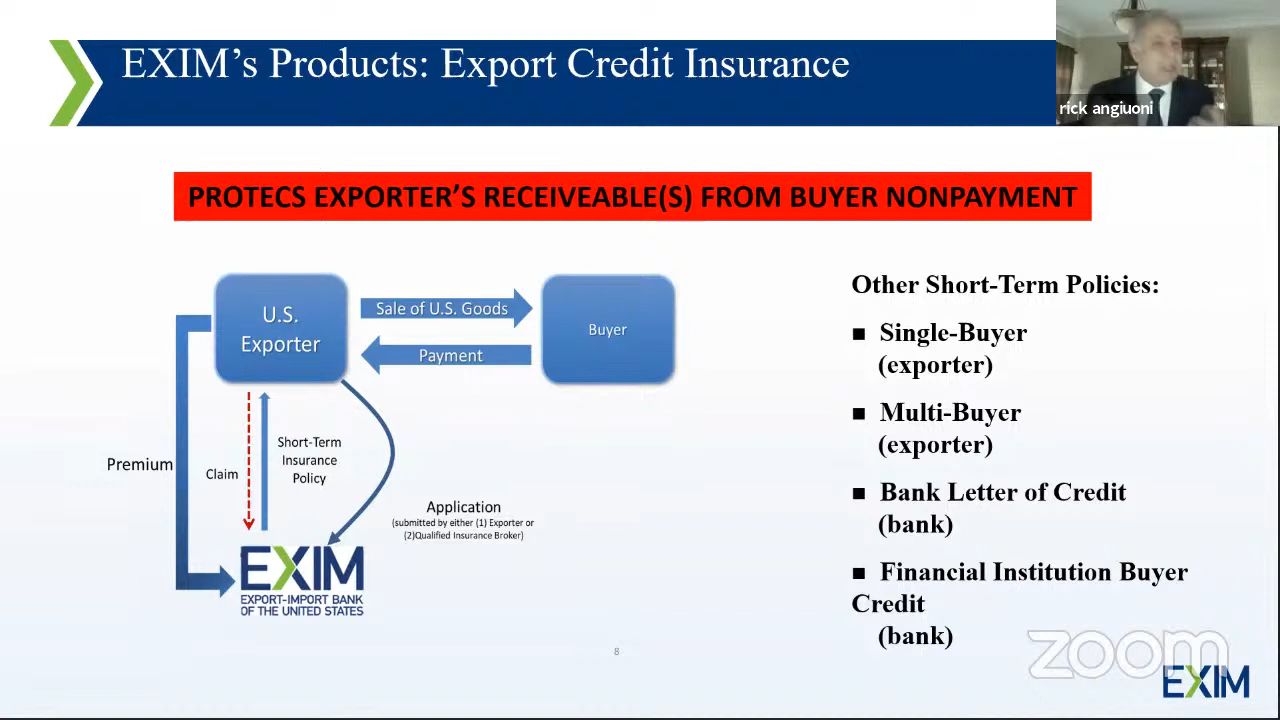 EXIM’s Products: Export Credit Insurance
rick angiuoni
PROTECS EXPORTER’S RECEIVEABLE(S) FROM BUYER NONPAYMENT
U.S.
Exporter
Sale of U.S. Goods
Payment
Buyer
Premium
Claim
Short-Term
Insurance
Policy
Application
(submitted by either (1) Exporter or
(2)Qualified Insurance Broker)
EXIM
EXPORT-IMPORT BANK
OF THE UNITED STATES
Other Short-Term Policies:
■ Single-Buyer
(exporter)
■ Multi-Buyer
(exporter)
■ Bank Letter of Credit
(bank)
■ Financial Institution Buyer
Credit
(bank)
8
zoom
EXIM